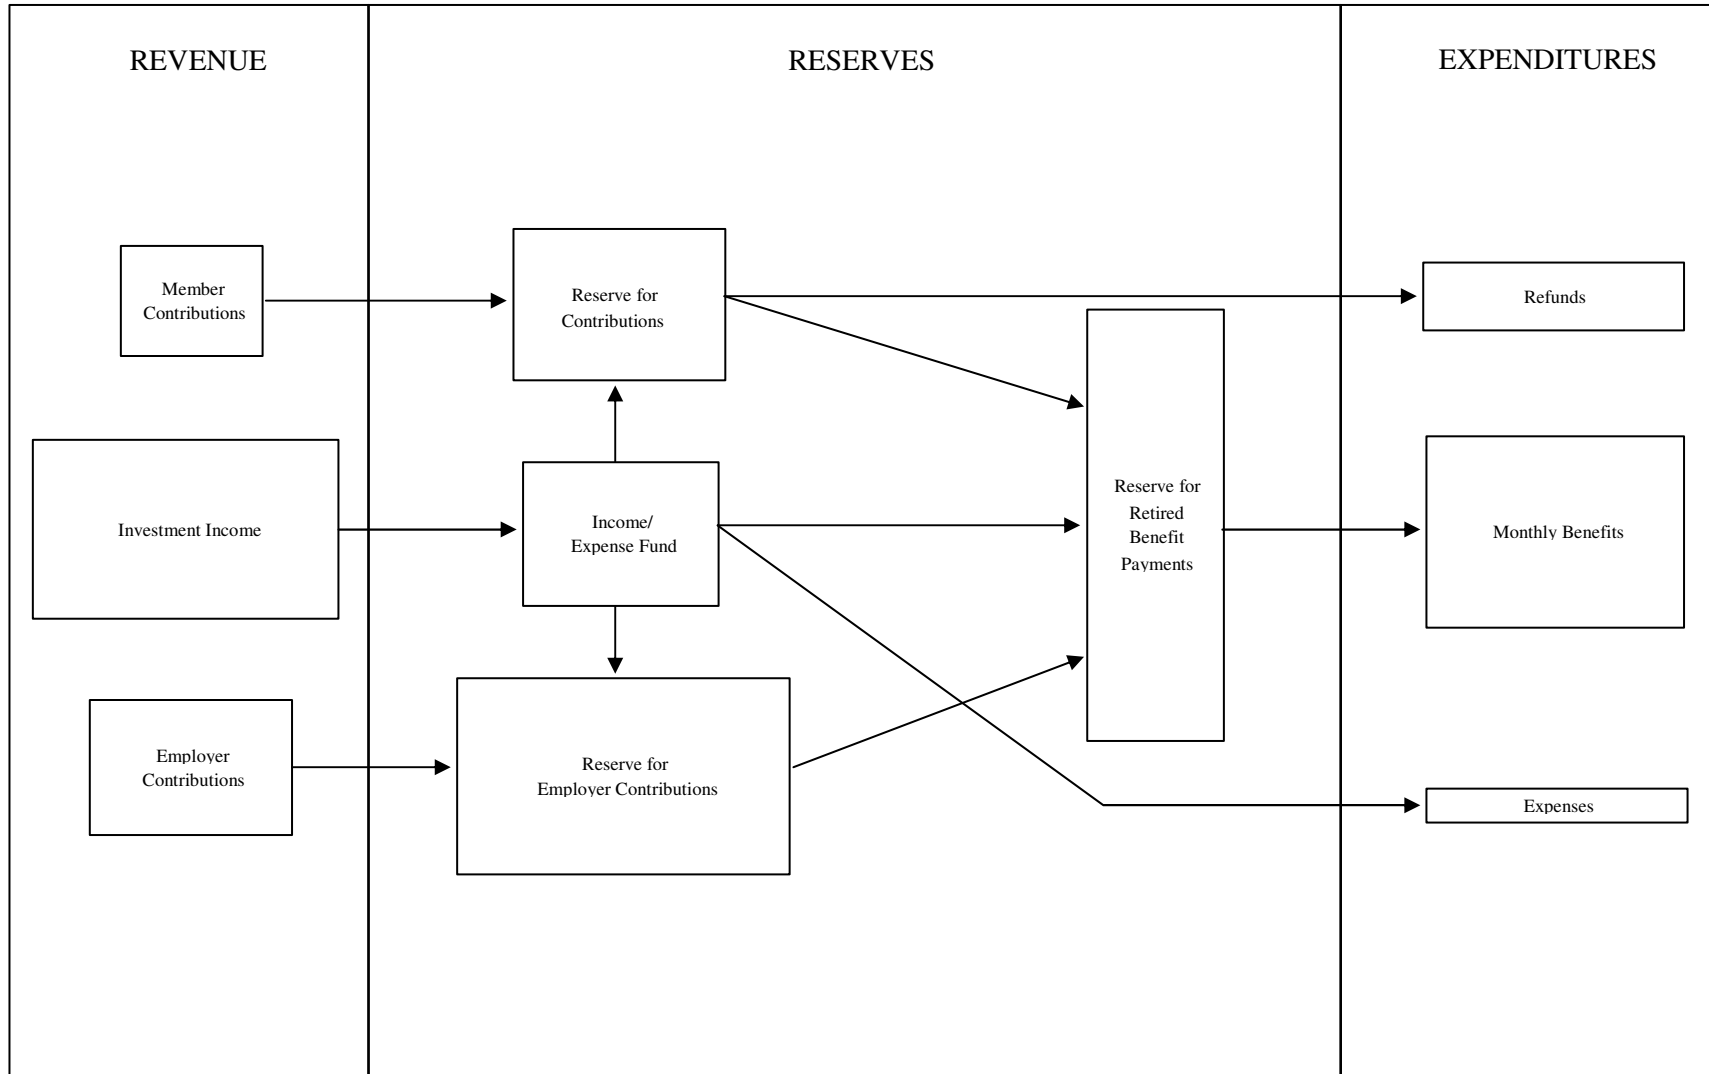 REVENUE
RESERVES
EXPENDITURES
Member
Contributions
Reserve for
Contributions
Refunds
Investment Income
Income/
Expense Fund
Reserve for
Retired
Benefit
Payments
Monthly Benefits
Employer
Contributions
Reserve for
Employer Contributions
Expenses